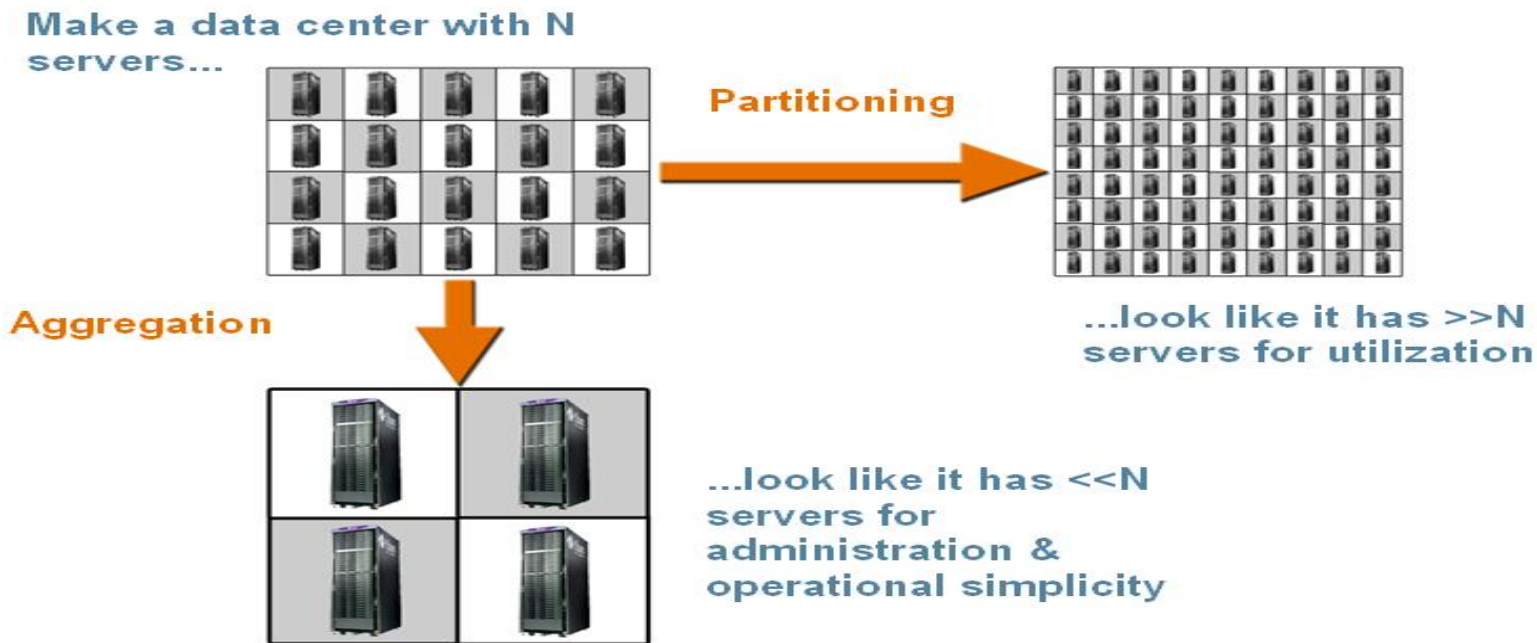 Make a data center with N
servers...
Partitioning
Aggregation
...look like it has >>N
servers for utilization
...look like it has <<N
servers for
administration &
operational simplicity